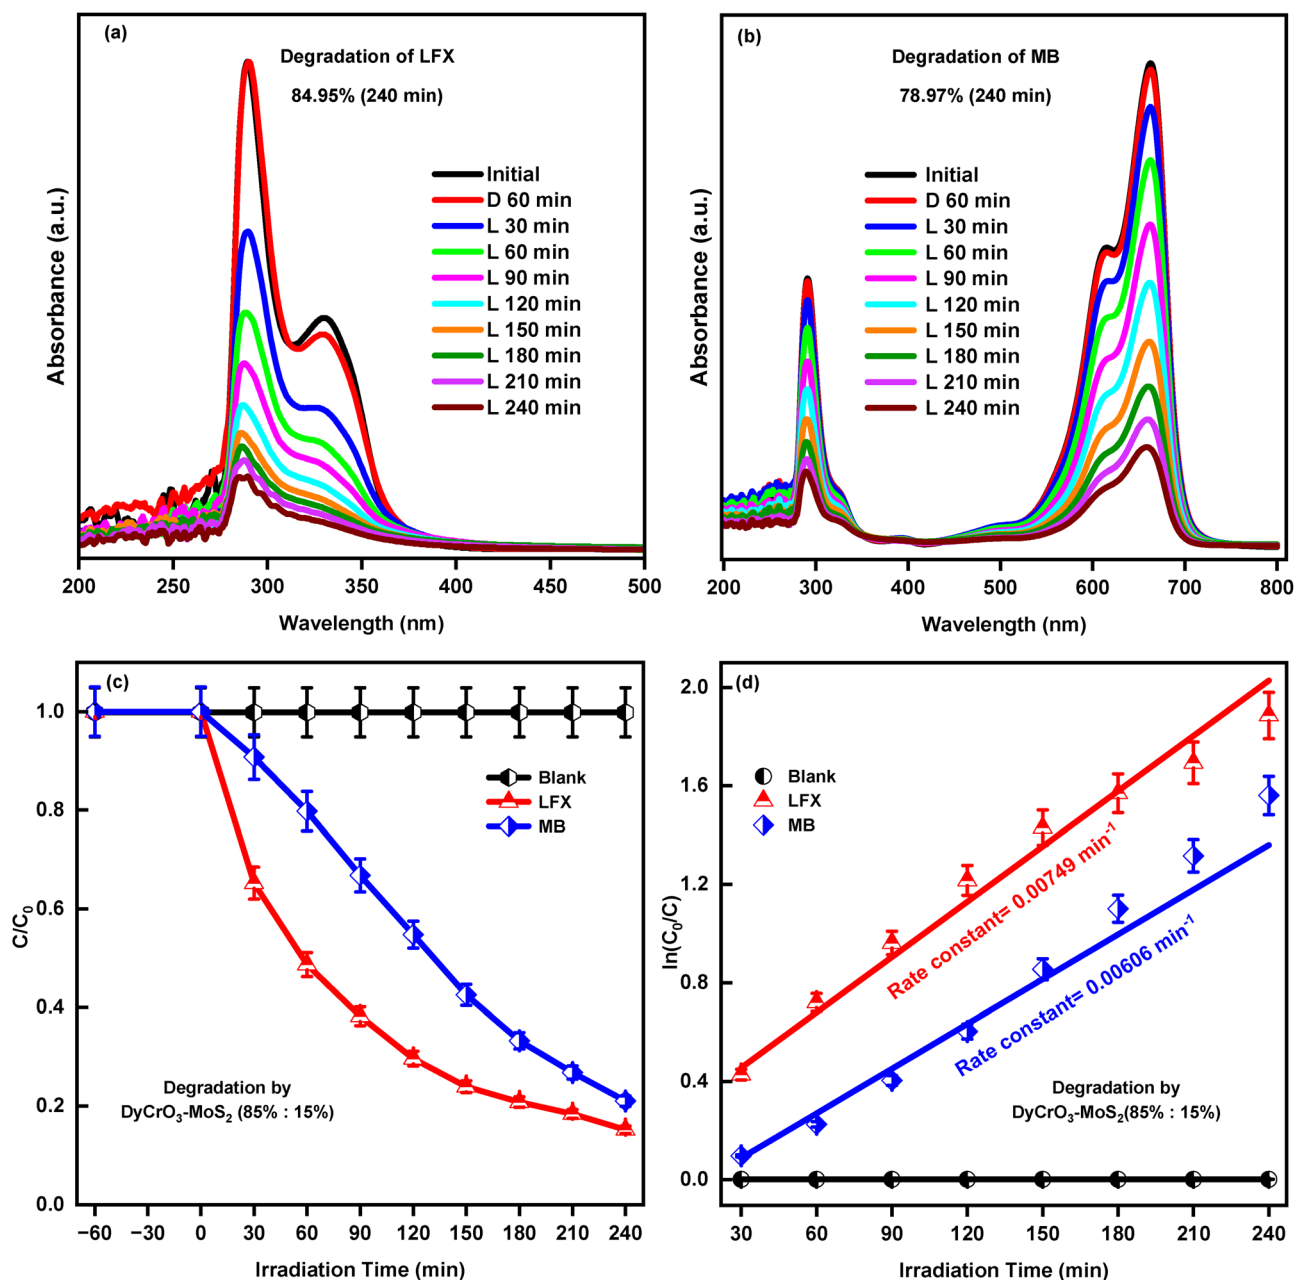 (a)
Degradation of LFX
84.95% (240 min)
Initial
D 60 min
L 30 min
L 60 min
L 90 min
L 120 min
L 150 min
L 180 min
L 210 min
L 240 min
Absorbance (a.u.)
200 250 300 350 400 450 500
Wavelength (nm)
(b)
Degradation of MB
78.97% (240 min)
Initial
D 60 min
L 30 min
L 60 min
L 90 min
L 120 min
L 150 min
L 180 min
L 210 min
L 240 min
Absorbance (a.u.)
200 300 400 500 600 700 800
Wavelength (nm)
(c)
1.0
0.8
0.6
0.4
0.2
0.0
C/C₀
Blank
LFX
MB
Degradation by
DyCrO₃-MoS₂ (85% : 15%)
−60 −30 0 30 60 90 120 150 180 210 240
Irradiation Time (min)
(d)
2.0
1.6
1.2
0.8
0.4
0.0
ln(C₀/C)
Blank
LFX
MB
Rate constant= 0.00749 min⁻¹
Rate constant= 0.00606 min⁻¹
Degradation by
DyCrO₃-MoS₂(85% : 15%)
30 60 90 120 150 180 210 240
Irradiation Time (min)